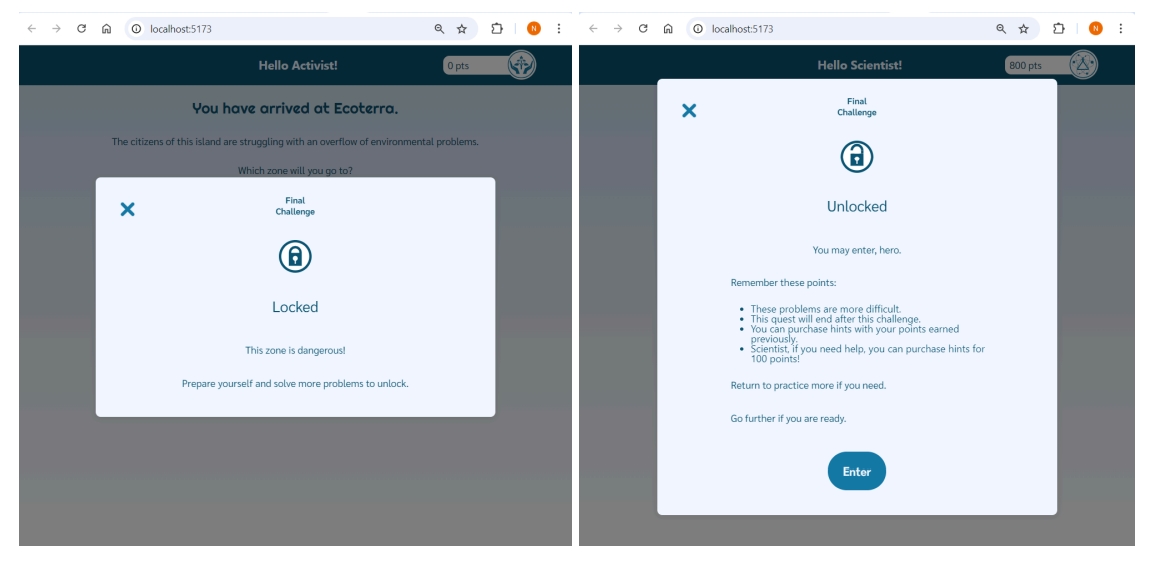 localhost:5173
N
Hello Activist!
0 pts
You have arrived at Ecoterra.
The citizens of this island are struggling with an overflow of environmental problems.
Which zone will you go to?
Final
Challenge
Locked
This zone is dangerous!
Prepare yourself and solve more problems to unlock.
localhost:5173
N
Hello Scientist!
800 pts
Final
Challenge
Unlocked
You may enter, hero.
Remember these points:
• These problems are more difficult.
• This quest will end after this challenge.
• You can purchase hints with your points earned
previously.
• Scientist, if you need help, you can purchase hints for
100 points!
Return to practice more if you need.
Go further if you are ready.
Enter